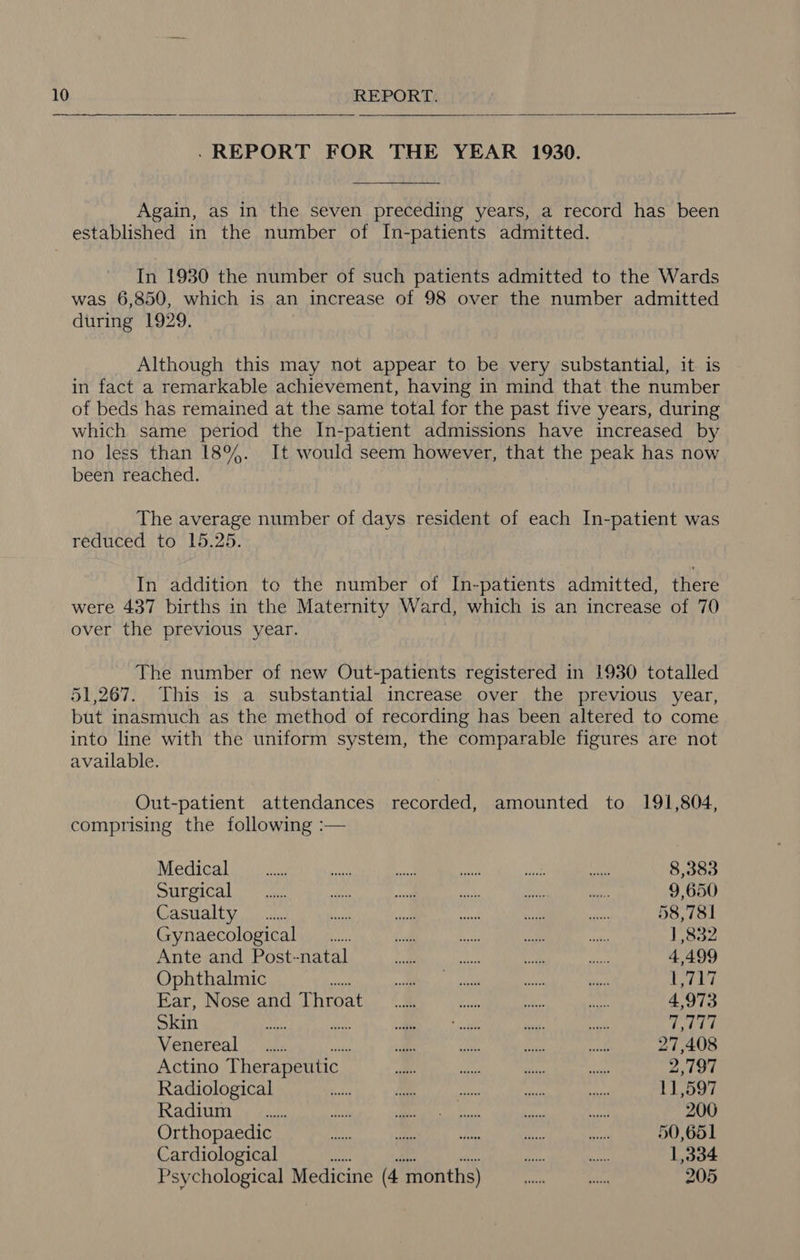 10 REPORT.
REPORT FOR THE YEAR 1930.
Again, as in the seven preceding years, a record has been
established in the number of In-patients admitted.
In 1930 the number of such patients admitted to the Wards
was 6,850, which is an increase of 98 over the number admitted
during 1929.
Although this may not appear to be very substantial, it is
in fact a remarkable achievement, having in mind that the number
of beds has remained at the same total for the past five years, during
which same period the In-patient admissions have increased by
no less than 18%. It would seem however, that the peak has now
been reached.
The average number of days resident of each In-patient was
reduced to 15.25.
In addition to the number of In-patients admitted, there
were 437 births in the Maternity Ward, which is an increase of 70
over the previous year.
The number of new Out-patients registered in 1930 totalled
51,267. This is a substantial increase over the previous year,
but inasmuch as the method of recording has been altered to come
into line with the uniform system, the comparable figures are not
available.
Out-patient attendances recorded, amounted to 191,804,
comprising the following :—
Medical ...... ...... ...... ...... ...... ...... 8,383
Surgical ...... ...... ...... ...... ...... ...... 9,650
Casualty ...... ...... ...... ...... ...... ...... 58,781
Gynaecological ...... ...... ...... ...... ...... 1,832
Ante and Post-natal ...... ...... ...... ...... 4,499
Ophthalmic ...... ...... ...... ...... ...... 1,717
Ear, Nose and Throat ...... ...... ...... ...... 4,973
Skin ...... ...... ...... ...... ...... ...... 7,777
Venereal ...... ...... ...... ...... ...... ...... 27,408
Actino Therapeutic ...... ...... ...... ...... 2,797
Radiological ...... ...... ...... ...... ...... 11,597
Radium ...... ...... ...... ...... ...... ...... 200
Orthopaedic ...... ...... ...... ...... ...... 50,651
Cardiological ...... ...... ...... ...... ...... 1,334
Psychological Medicine (4 months) ...... ...... 205